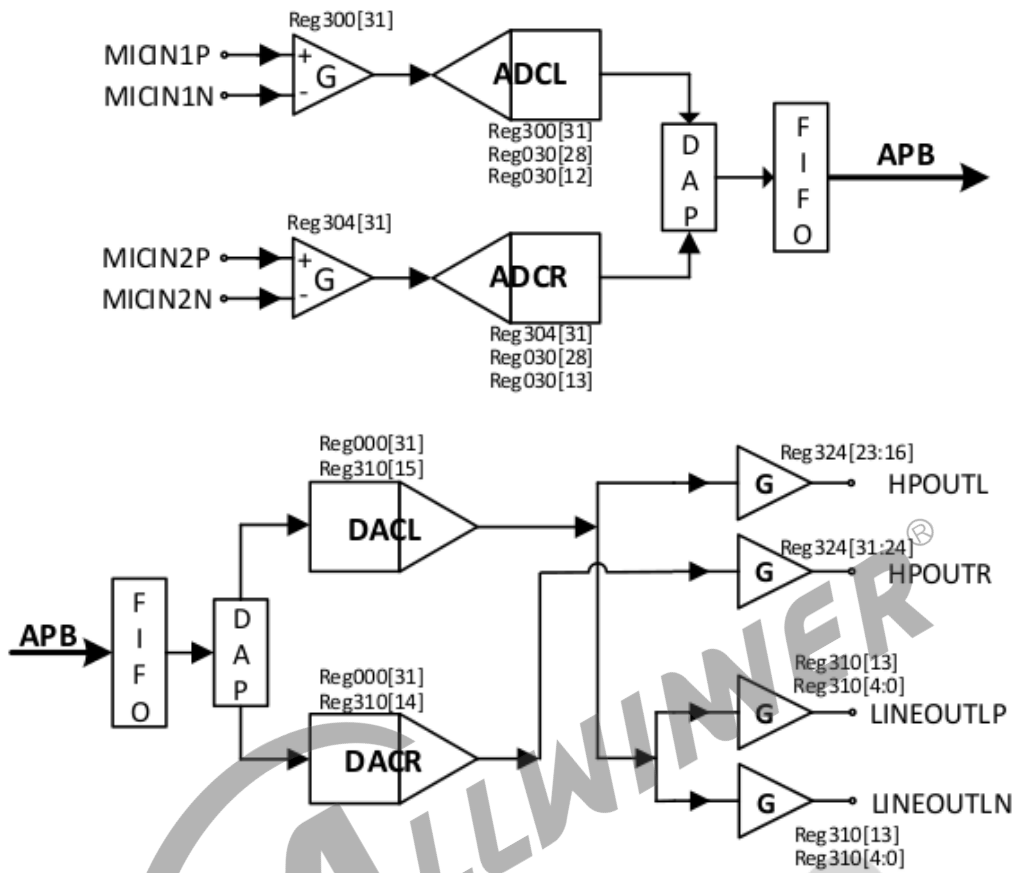 Reg300[31]
MICIN1P
+
G
ADCL
MICIN1N
-
Reg300[31]
Reg030[28]
Reg030[12]
D
A
P
F
I
F
O
APB
Reg304[31]
MICIN2P
+
G
ADCR
MICIN2N
-
Reg304[31]
Reg030[28]
Reg030[13]
Reg000[31]
Reg310[15]
DACL
Reg324[23:16]
G
HPOUTL
Reg324[31:24]
G
HPOUTR
APB
F
I
F
O
D
A
P
Reg000[31]
Reg310[14]
DACR
Reg310[13]
Reg310[4:0]
G
LINEOUTLP
G
LINEOUTLN
Reg310[13]
Reg310[4:0]
ALLWINNER®